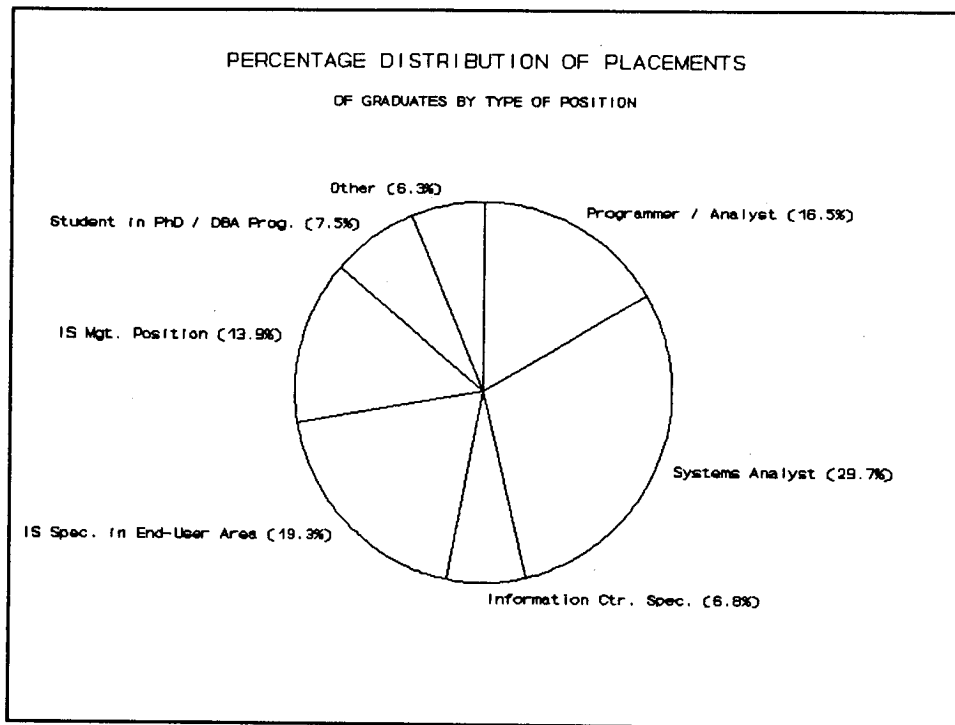 PERCENTAGE DISTRIBUTION OF PLACEMENTS
OF GRADUATES BY TYPE OF POSITION
Other (6.3%)
Programmer / Analyst (16.5%)
Student in PhD / DBA Prog. (7.5%)
IS Mgt. Position (13.9%)
Systems Analyst (29.7%)
IS Spec. in End-User Area (19.3%)
Information Ctr. Spec. (6.8%)